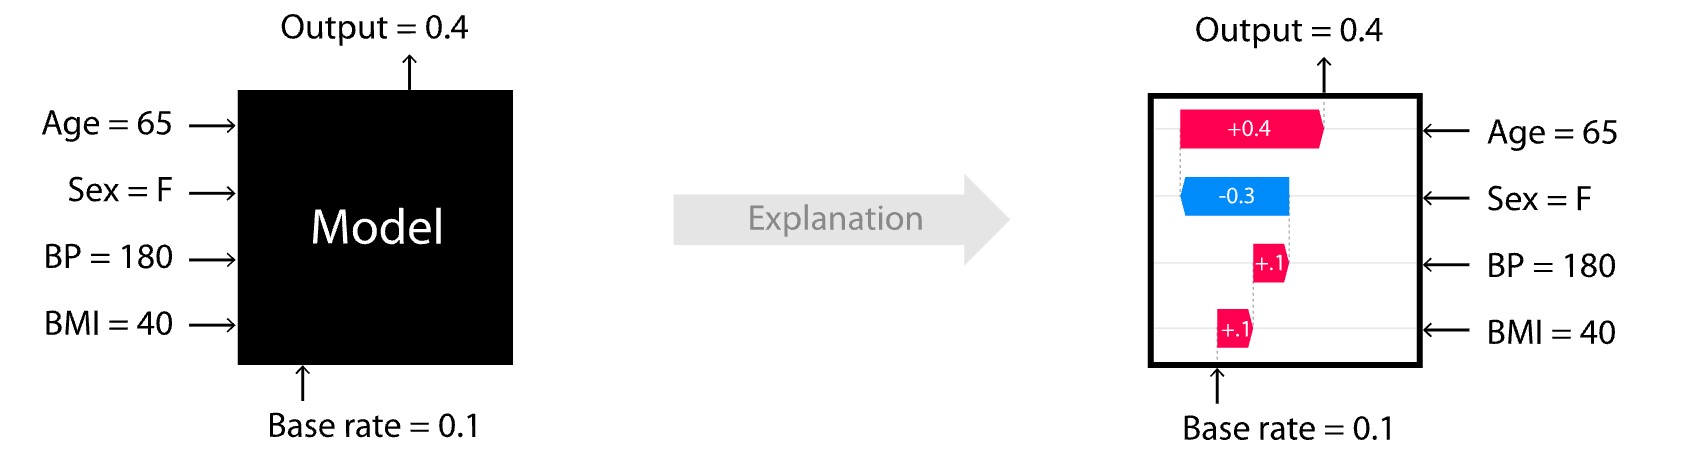 Output = 0.4
Age = 65
Sex = F
BP = 180
BMI = 40
Model
Base rate = 0.1
Explanation
Output = 0.4
+0.4
Age = 65
-0.3
Sex = F
+.1
BP = 180
+.1
BMI = 40
Base rate = 0.1